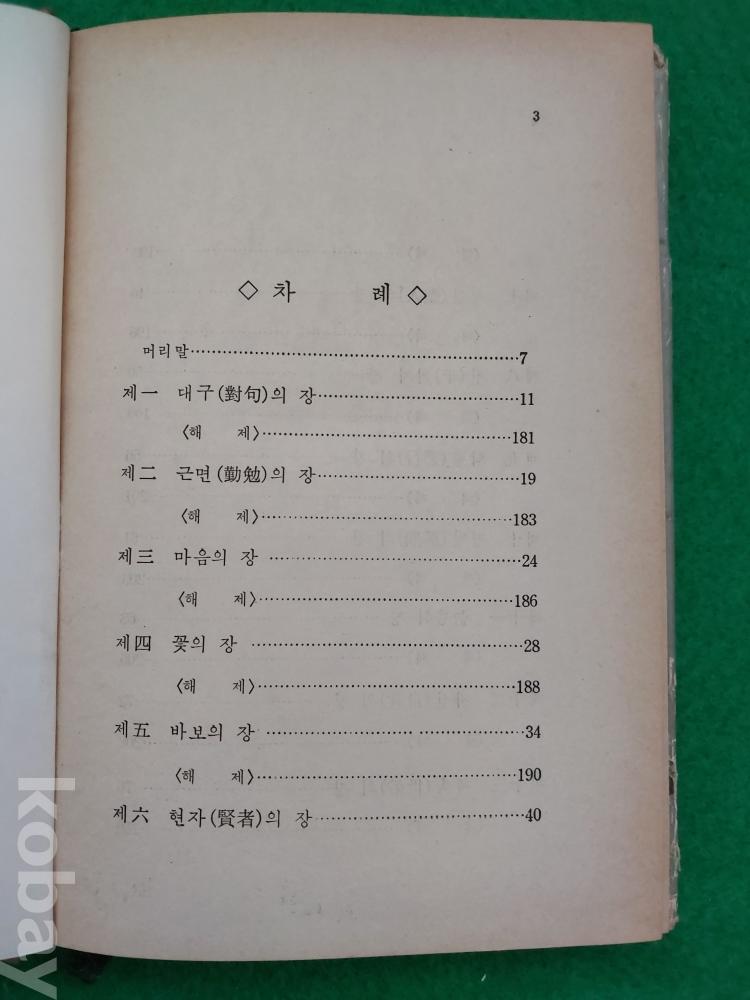 3
◇ 차 례 ◇
머리말……………………………………………7
제一 대구(對句)의 장……………………………11
〈해 제〉……………………………………181
제二 근면(勤勉)의 장……………………………19
〈해 제〉……………………………………183
제三 마음의 장……………………………………24
〈해 제〉……………………………………186
제四 꽃의 장………………………………………28
〈해 제〉……………………………………188
제五 바보의 장……………………………………34
〈해 제〉……………………………………190
제六 현자(賢者)의 장……………………………40
kobay